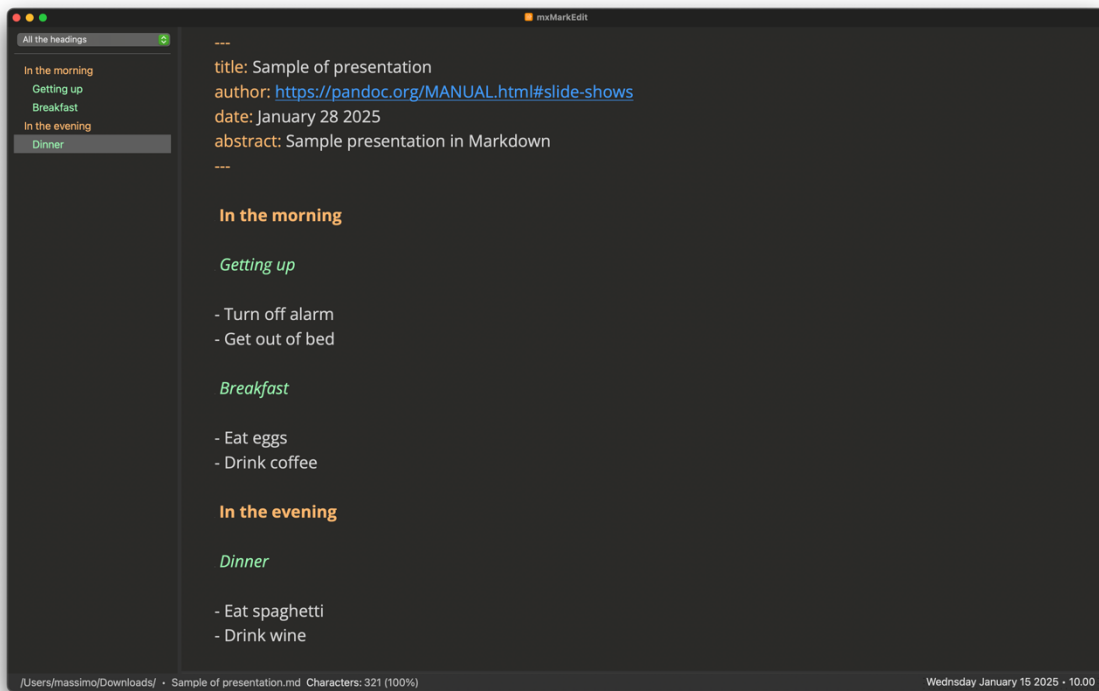 mxMarkEdit
All the headings
In the morning
Getting up
Breakfast
In the evening
Dinner
---
title: Sample of presentation
author: https://pandoc.org/MANUAL.html#slide-shows
date: January 28 2025
abstract: Sample presentation in Markdown
---
In the morning
Getting up
- Turn off alarm
- Get out of bed
Breakfast
- Eat eggs
- Drink coffee
In the evening
Dinner
- Eat spaghetti
- Drink wine
/Users/massimo/Downloads/ • Sample of presentation.md Characters: 321 (100%)
Wednsday January 15 2025 • 10.00